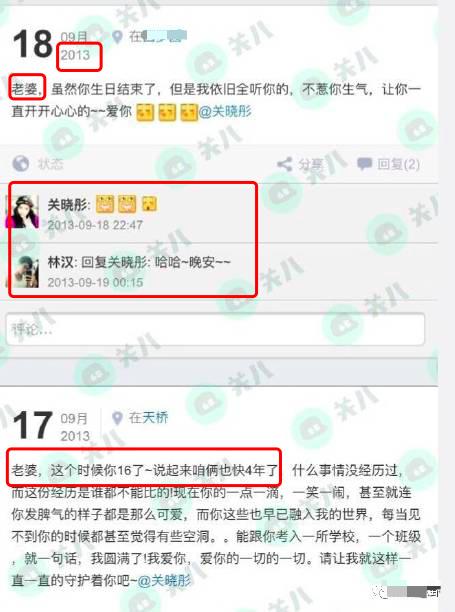 18
09月
2013
在
老婆,虽然你生日结束了,但是我依旧全听你的,不惹你生气,让你一
直开开心心的~~爱你
@关晓彤
状态
分享
回复(2)
关晓彤:
2013-09-18 22:47
林汉: 回复关晓彤: 哈哈~晚安~~
2013-09-19 00:15
评论...
17
09月
2013
在天桥
老婆,这个时候你16了~说起来咱俩也快4年了 什么事情没经历过,
而这份经历是谁都不能比的!现在你的一点一滴,一笑一闹,甚至就连
你发脾气的样子都是那么可爱,而你这些也早已融入我的世界,每当见
不到你的时候都甚至觉得有些空洞。。能跟你考入一所学校,一个班级
,就一句话,我圆满了!我爱你,爱你的一切的一切。请让我就这样一
直一直的守护着你吧~@关晓彤
关八